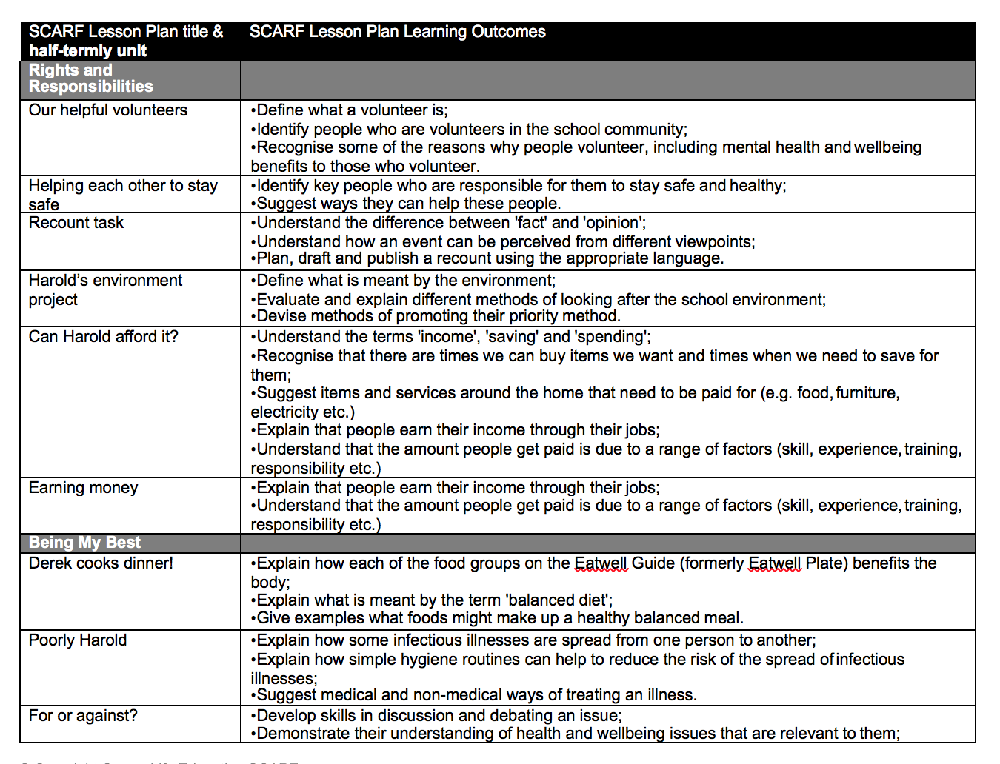 SCARF Lesson Plan title & SCARF Lesson Plan Learning Outcomes
half-termly unit
Rights and
Responsibilities
Our helpful volunteers
•Define what a volunteer is;
•Identify people who are volunteers in the school community;
•Recognise some of the reasons why people volunteer, including mental health and wellbeing
benefits to those who volunteer.
Helping each other to stay
safe
•Identify key people who are responsible for them to stay safe and healthy;
•Suggest ways they can help these people.
Recount task
•Understand the difference between 'fact' and 'opinion';
•Understand how an event can be perceived from different viewpoints;
•Plan, draft and publish a recount using the appropriate language.
Harold’s environment
project
•Define what is meant by the environment;
•Evaluate and explain different methods of looking after the school environment;
•Devise methods of promoting their priority method.
Can Harold afford it?
•Understand the terms 'income', 'saving' and 'spending';
•Recognise that there are times we can buy items we want and times when we need to save for
them;
•Suggest items and services around the home that need to be paid for (e.g. food, furniture,
electricity etc.)
•Explain that people earn their income through their jobs;
•Understand that the amount people get paid is due to a range of factors (skill, experience, training,
responsibility etc.)
Earning money
•Explain that people earn their income through their jobs;
•Understand that the amount people get paid is due to a range of factors (skill, experience, training,
responsibility etc.)
Being My Best
Derek cooks dinner!
•Explain how each of the food groups on the Eatwell Guide (formerly Eatwell Plate) benefits the
body;
•Explain what is meant by the term 'balanced diet';
•Give examples what foods might make up a healthy balanced meal.
Poorly Harold
•Explain how some infectious illnesses are spread from one person to another;
•Explain how simple hygiene routines can help to reduce the risk of the spread of infectious
illnesses;
•Suggest medical and non-medical ways of treating an illness.
For or against?
•Develop skills in discussion and debating an issue;
•Demonstrate their understanding of health and wellbeing issues that are relevant to them;